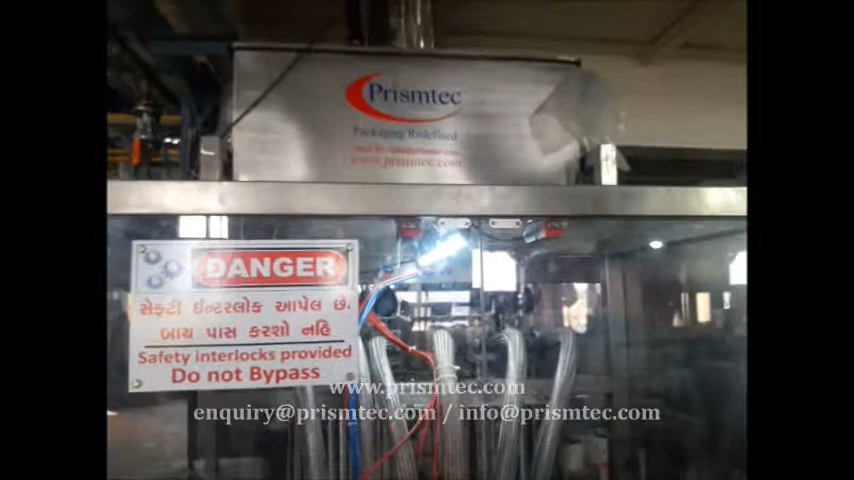 Prismtec
Packaging Redefined
www.prismtec.com
DANGER
સેફ્ટી ઈન્ટરલોક આપેલ છે.
બાય પાસ કરશો નહિ
Safety interlocks provided
Do not Bypass
www.prismtec.com
enquiry@prismtec.com / info@prismtec.com